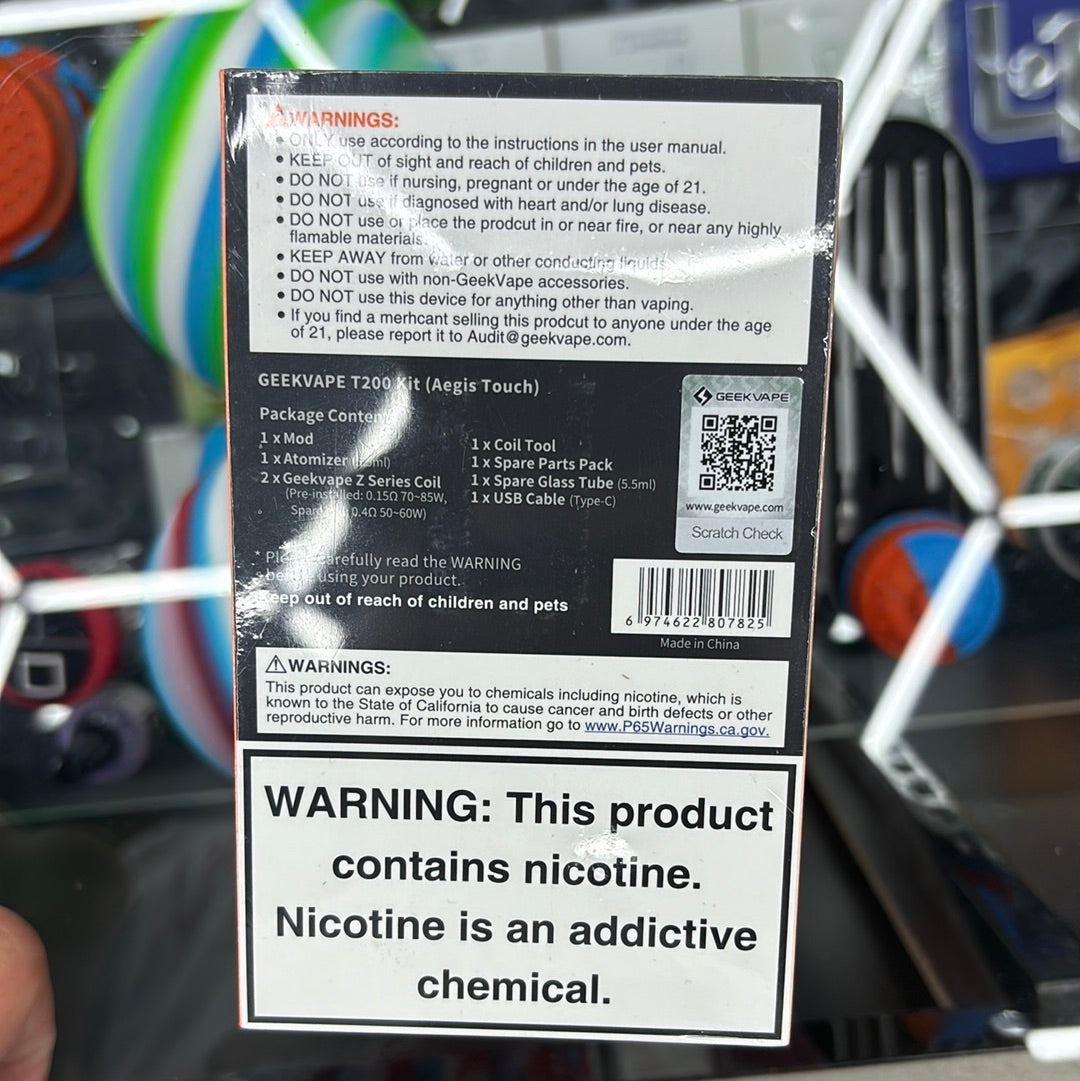 WARNINGS:
• ONLY use according to the instructions in the user manual.
• KEEP OUT of sight and reach of children and pets.
• DO NOT use if nursing, pregnant or under the age of 21.
• DO NOT use if diagnosed with heart and/or lung disease.
• DO NOT use or place the prodcut in or near fire, or near any highly
flamable materials.
• KEEP AWAY from water or other conducting liquids.
• DO NOT use with non-GeekVape accessories.
• DO NOT use this device for anything other than vaping.
• If you find a merhcant selling this prodcut to anyone under the age
of 21, please report it to Audit@geekvape.com.
GEEKVAPE T200 Kit (Aegis Touch)
Package Content
1 x Mod
1 x Atomizer
2 x Geekvape Z Series Coil
(Pre-installed: 0.15Ω 70~85W,
0.4Ω 50~60W)
1 x Coil Tool
1 x Spare Parts Pack
1 x Spare Glass Tube (5.5ml)
1 x USB Cable (Type-C)
GEEKVAPE
www.geekvape.com
Scratch Check
* Please carefully read the WARNING
before using your product.
Keep out of reach of children and pets
6 974622 807825
Made in China
WARNINGS:
This product can expose you to chemicals including nicotine, which is
known to the State of California to cause cancer and birth defects or other
reproductive harm. For more information go to www.P65Warnings.ca.gov.
WARNING: This product
contains nicotine.
Nicotine is an addictive
chemical.